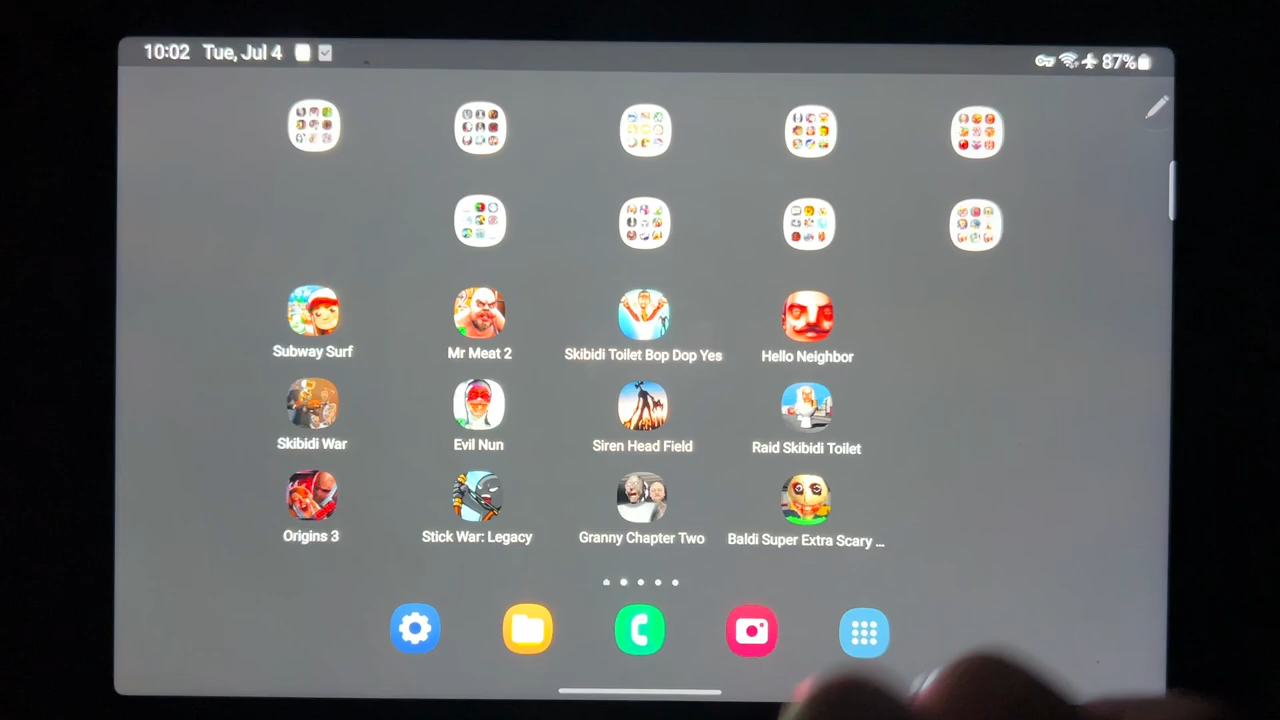 10:02 Tue, Jul 4
87%
Subway Surf
Mr Meat 2
Skibidi Toilet Bop Dop Yes
Hello Neighbor
Skibidi War
Evil Nun
Siren Head Field
Raid Skibidi Toilet
Origins 3
Stick War: Legacy
Granny Chapter Two
Baldi Super Extra Scary ...